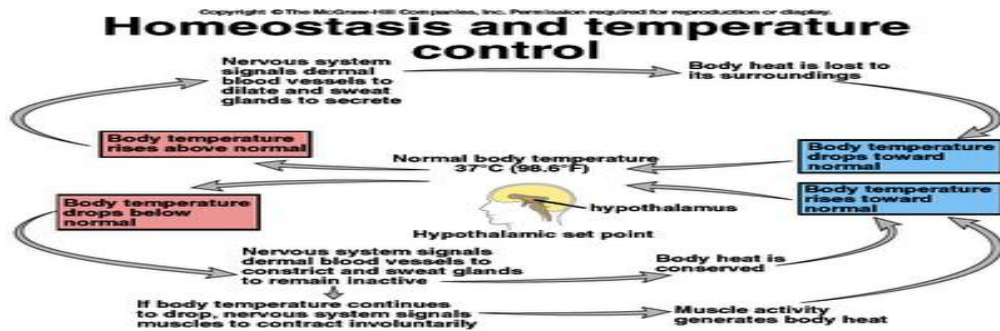 Copyright © The McGraw-Hill Companies, Inc. Permission required for reproduction or display.
Homeostasis and temperature
control
Nervous system
signals dermal
blood vessels to
dilate and sweat
glands to secrete
Body heat is lost to
its surroundings
Body temperature
rises above normal
Normal body temperature
37°C (98.6°F)
Body temperature
drops toward
normal
Body temperature
drops below
normal
hypothalamus
Hypothalamic set point
Body temperature
rises toward
normal
Nervous system signals
dermal blood vessels to
constrict and sweat glands
to remain inactive
Body heat is
conserved
If body temperature continues
to drop, nervous system signals
muscles to contract involuntarily
Muscle activity
generates body heat